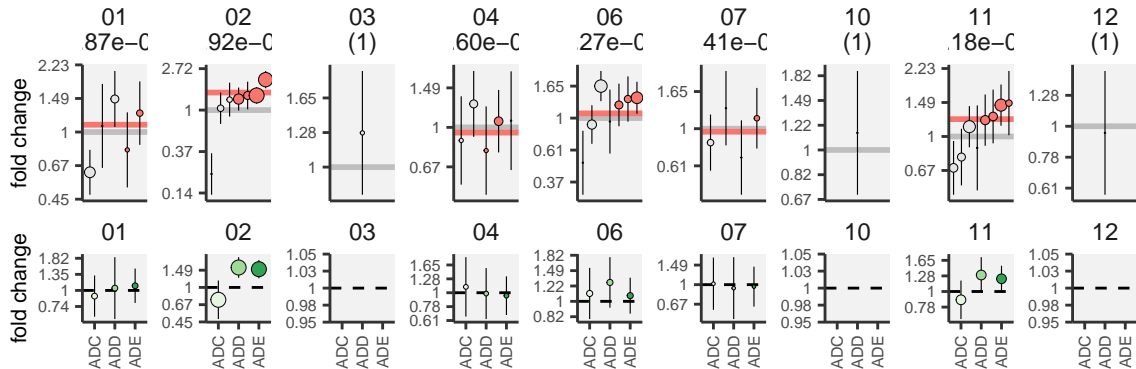 01 02 03 04 06 07 10 11 12
.87e−0 .92e−0 (1) .60e−0 .27e−0 41e−0 (1) .18e−0 (1)
fold change
2.23 1.49 1 0.67 0.45
2.72 1 0.37 0.14
1.65 1.28 1
1.49 1 0.67
1.65 1 0.61 0.37
1.65 1 0.61
1.82 1.49 1.22 1 0.82 0.67
2.23 1.49 1 0.67
1.28 1 0.78 0.61
01 02 03 04 06 07 10 11 12
fold change
1.82 1.35 1 0.74
1.49 1 0.67 0.45
1.05 1.03 1 0.98 0.95
1.65 1.28 1 0.78 0.61
1.82 1.49 1.22 1 0.82
1.49 1 0.67
1.05 1.03 1 0.98 0.95
1.65 1.28 1 0.78
1.05 1.03 1 0.98 0.95
ADC ADD ADE ADC ADD ADE ADC ADD ADE ADC ADD ADE ADC ADD ADE ADC ADD ADE ADC ADD ADE ADC ADD ADE ADC ADD ADE